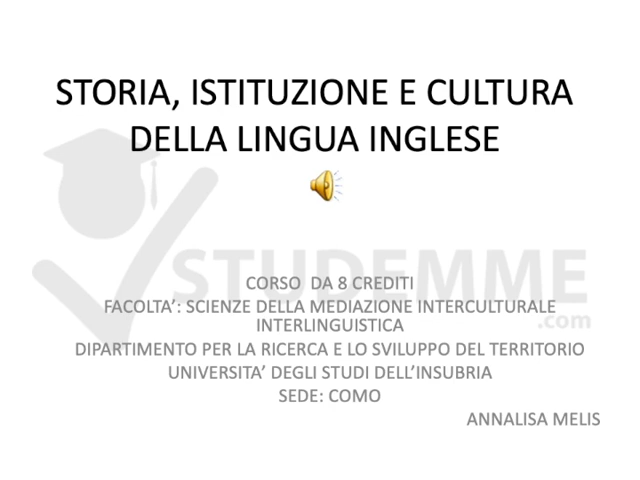 STORIA, ISTITUZIONE E CULTURA
DELLA LINGUA INGLESE
STUDEMME
.com
CORSO DA 8 CREDITI
FACOLTA': SCIENZE DELLA MEDIAZIONE INTERCULTURALE
INTERLINGUISTICA
DIPARTIMENTO PER LA RICERCA E LO SVILUPPO DEL TERRITORIO
UNIVERSITA' DEGLI STUDI DELL'INSUBRIA
SEDE: COMO
ANNALISA MELIS